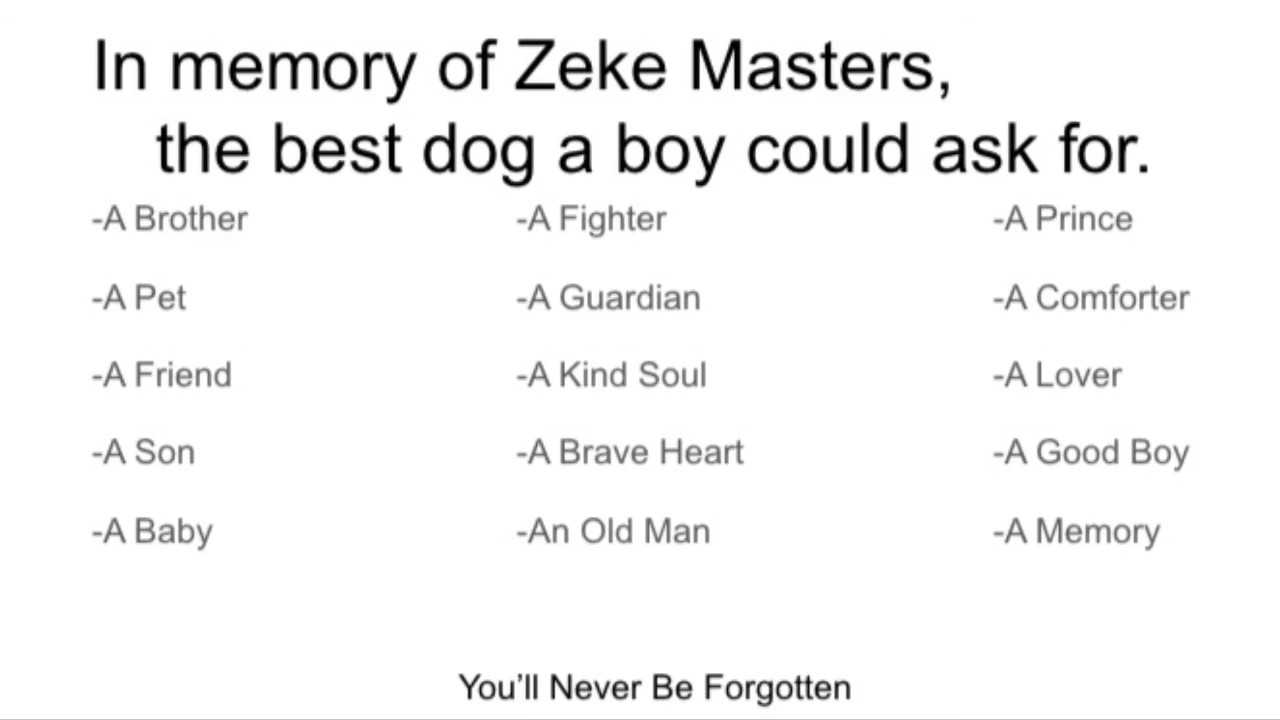 In memory of Zeke Masters,
the best dog a boy could ask for.
-A Brother
-A Pet
-A Friend
-A Son
-A Baby
-A Fighter
-A Guardian
-A Kind Soul
-A Brave Heart
-An Old Man
-A Prince
-A Comforter
-A Lover
-A Good Boy
-A Memory
You’ll Never Be Forgotten